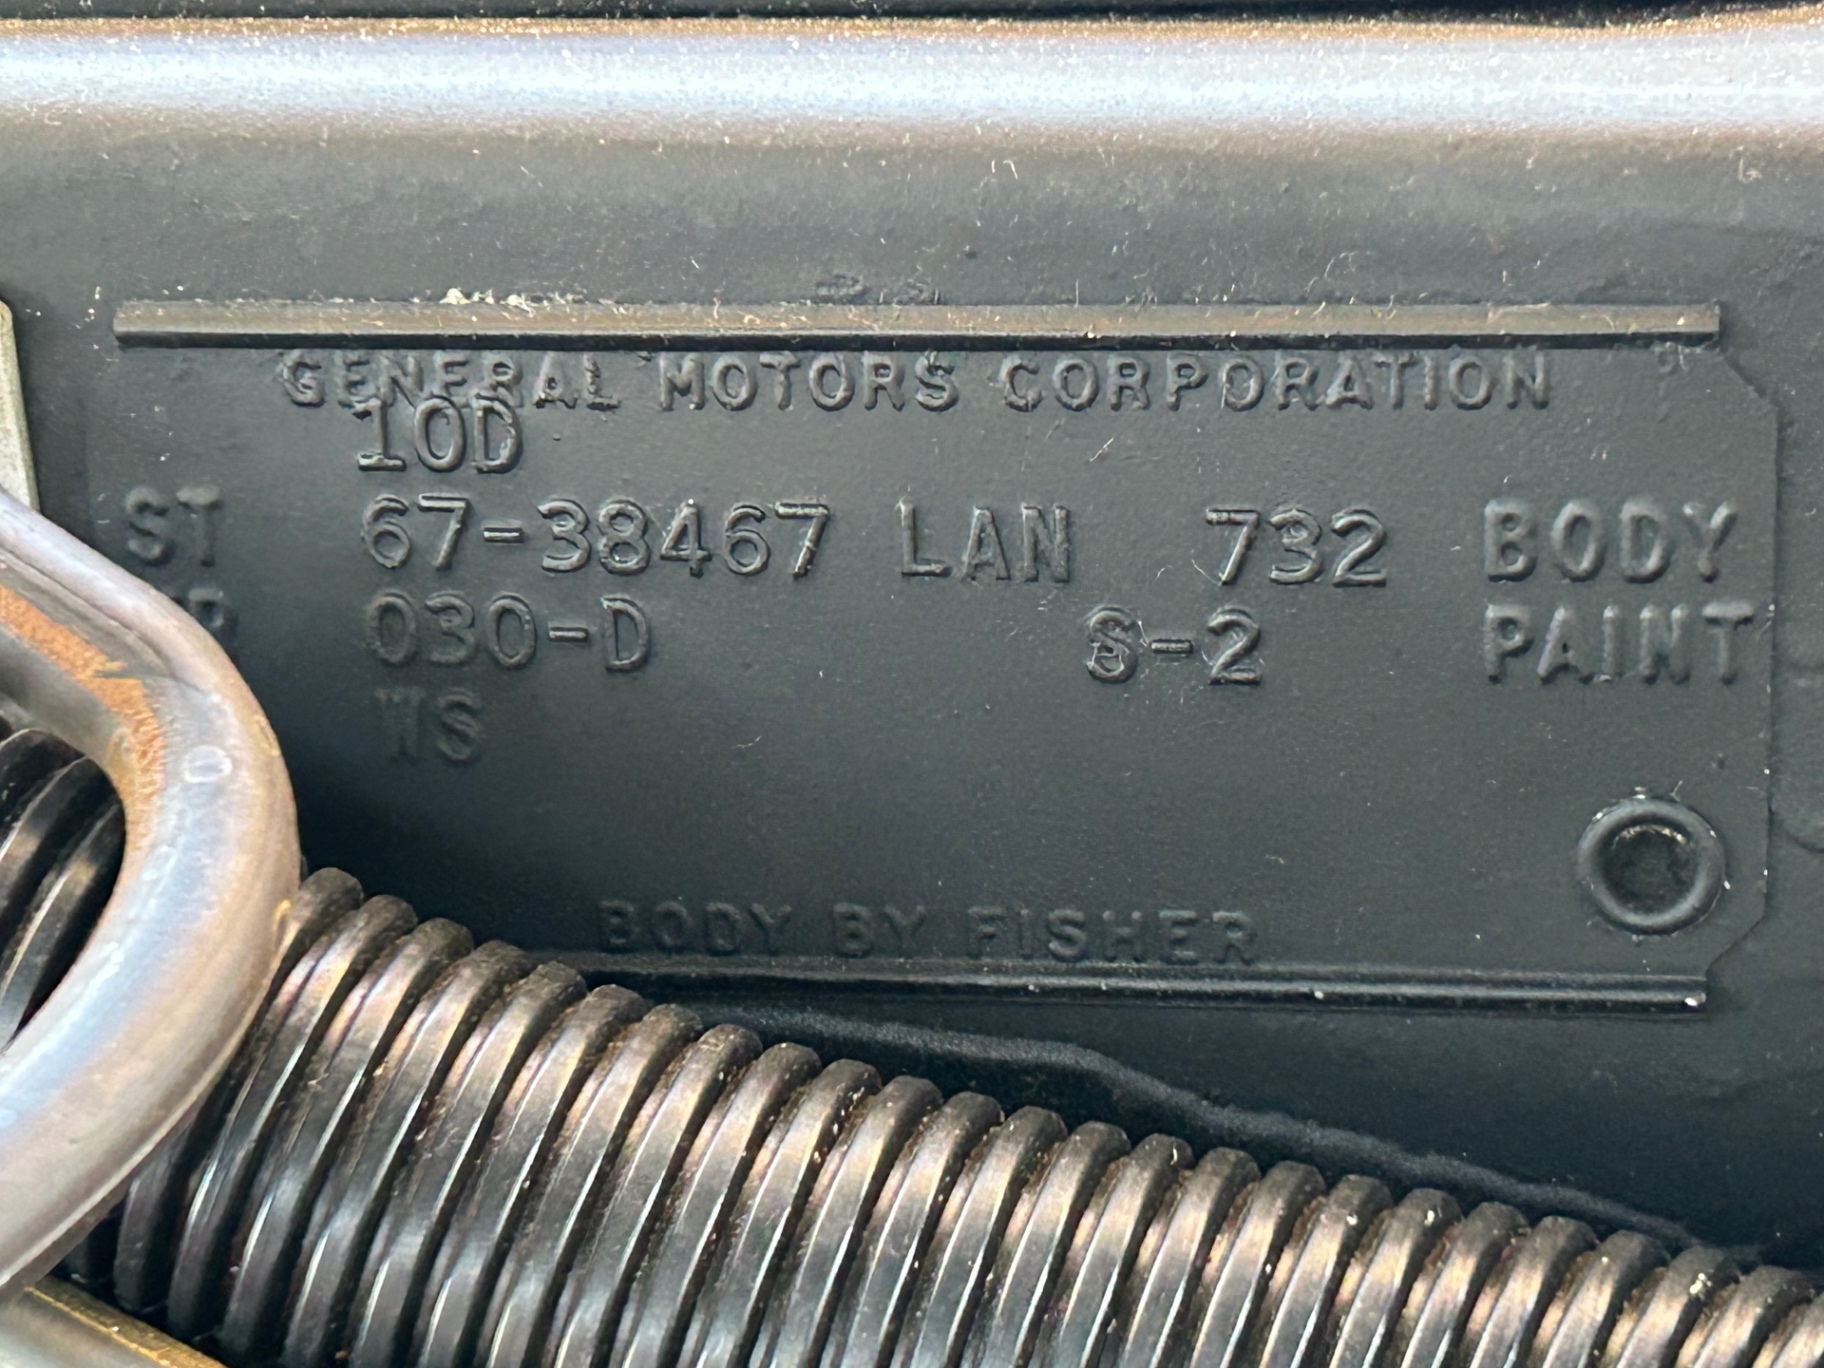 GENERAL MOTORS CORPORATION
10D
ST 67-38467 LAN 732 BODY
030-D S-2 PAINT
WS
BODY BY FISHER